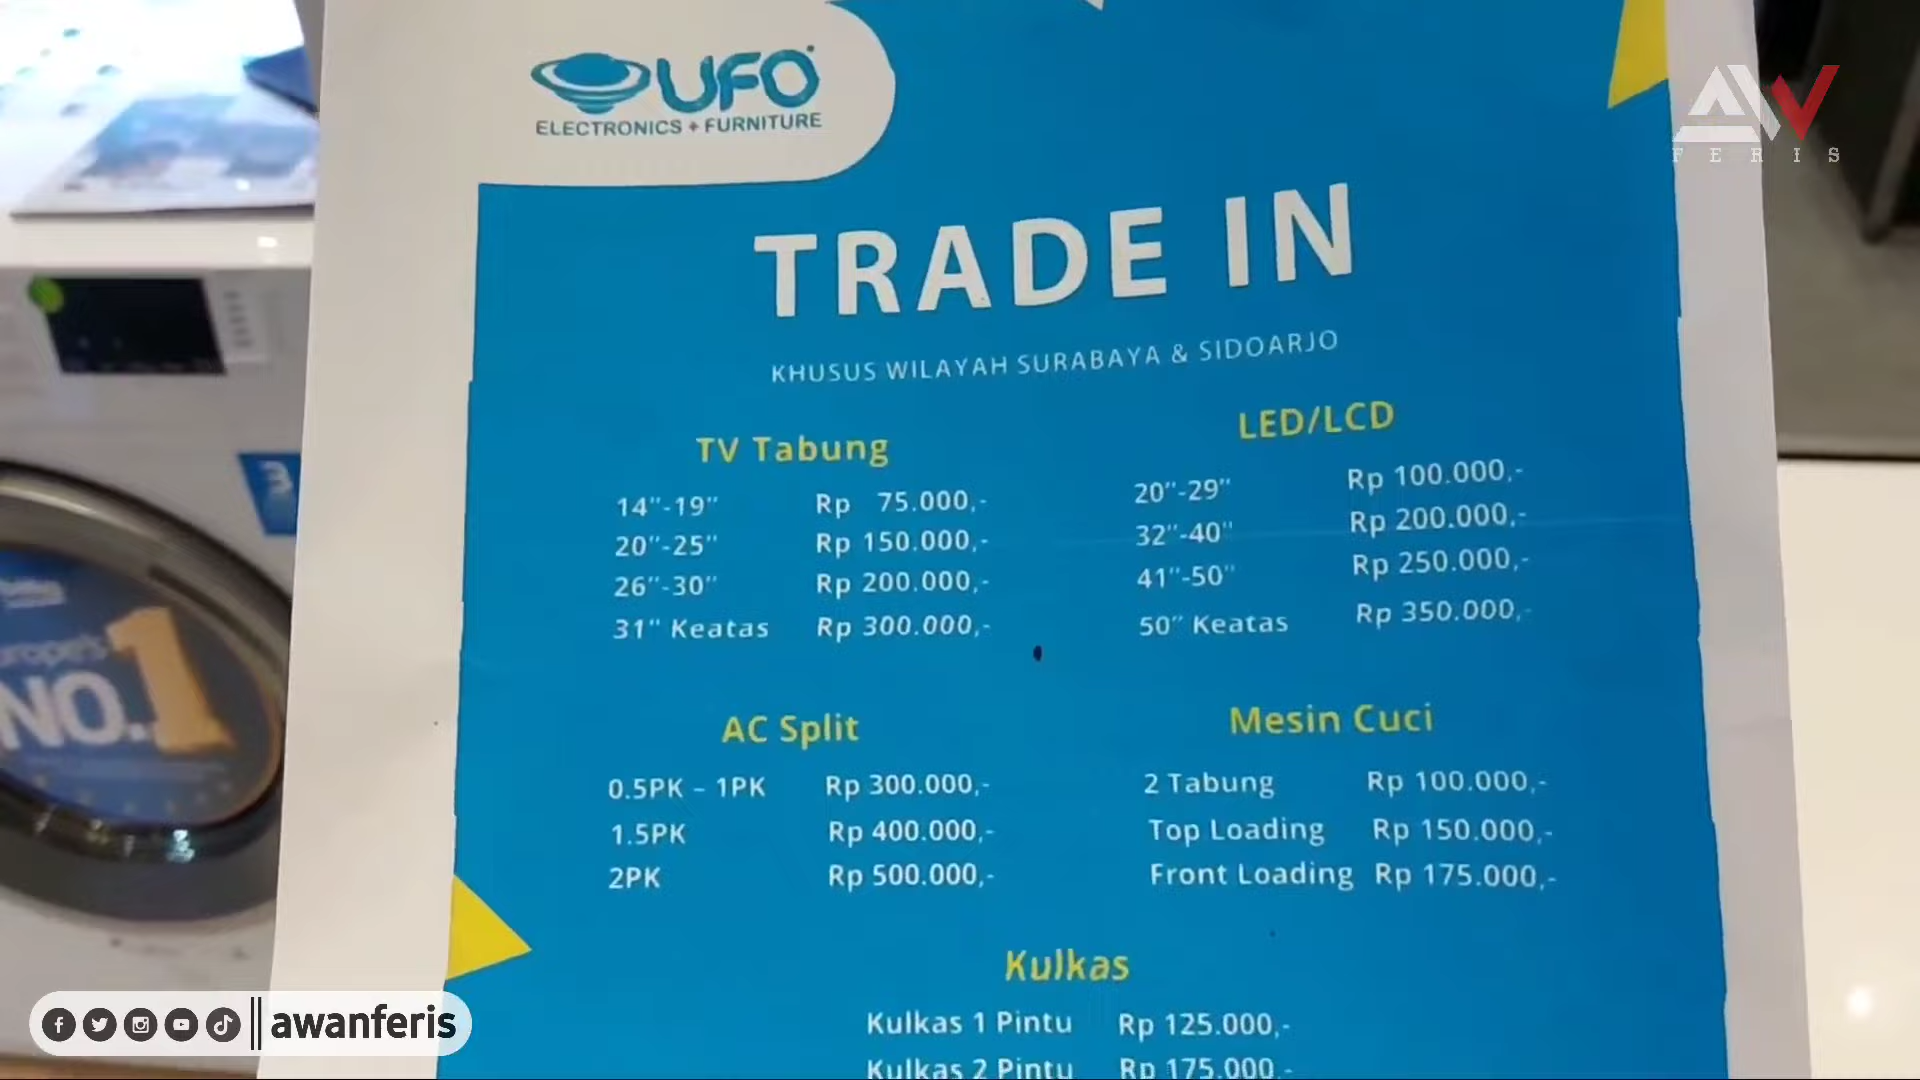 UFO
ELECTRONICS + FURNITURE
AW
FERIS
TRADE IN
KHUSUS WILAYAH SURABAYA & SIDOARJO
TV Tabung
14"-19" Rp 75.000,-
20"-25" Rp 150.000,-
26"-30" Rp 200.000,-
31" Keatas Rp 300.000,-
LED/LCD
20"-29" Rp 100.000,-
32"-40" Rp 200.000,-
41"-50" Rp 250.000,-
50" Keatas Rp 350.000,-
AC Split
0.5PK – 1PK Rp 300.000,-
1.5PK Rp 400.000,-
2PK Rp 500.000,-
Mesin Cuci
2 Tabung Rp 100.000,-
Top Loading Rp 150.000,-
Front Loading Rp 175.000,-
Kulkas
Kulkas 1 Pintu Rp 125.000,-
Kulkas 2 Pintu Rp 175.000,-
NO.1
awanferis